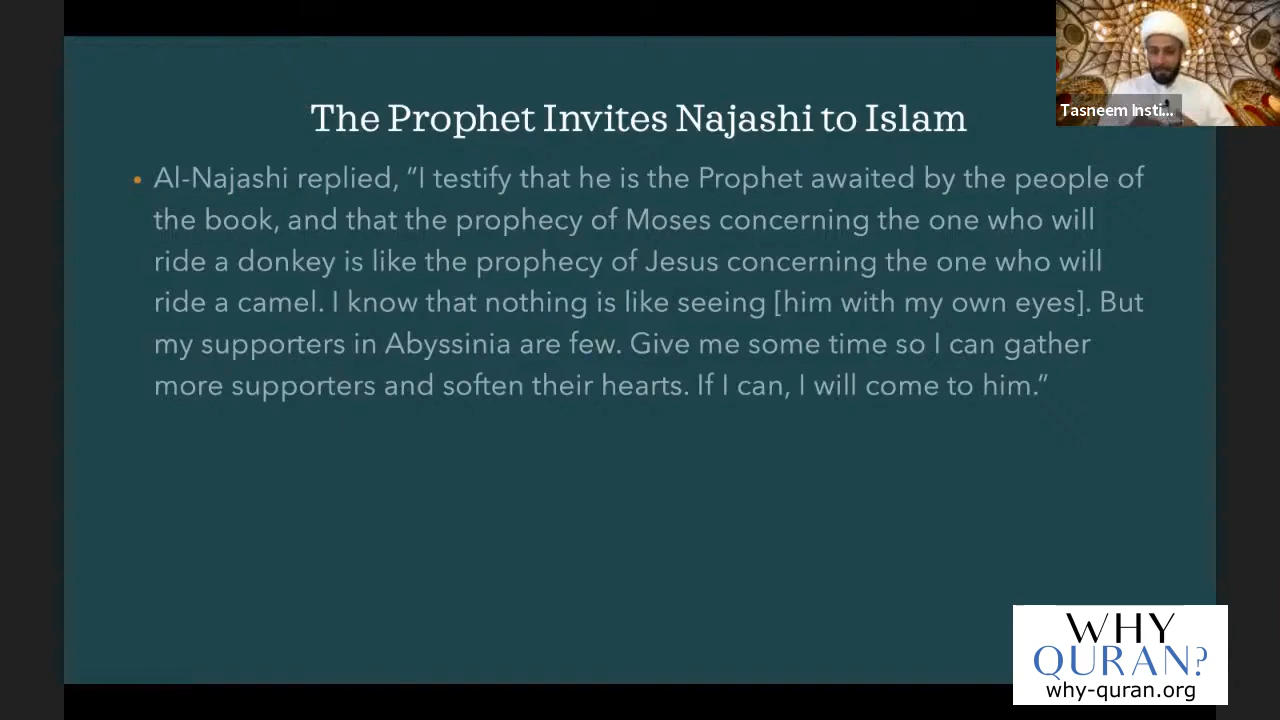 Tasneem Insti...
The Prophet Invites Najashi to Islam
• Al-Najashi replied, “I testify that he is the Prophet awaited by the people of
the book, and that the prophecy of Moses concerning the one who will
ride a donkey is like the prophecy of Jesus concerning the one who will
ride a camel. I know that nothing is like seeing [him with my own eyes]. But
my supporters in Abyssinia are few. Give me some time so I can gather
more supporters and soften their hearts. If I can, I will come to him.”
WHY
QURAN?
why-quran.org